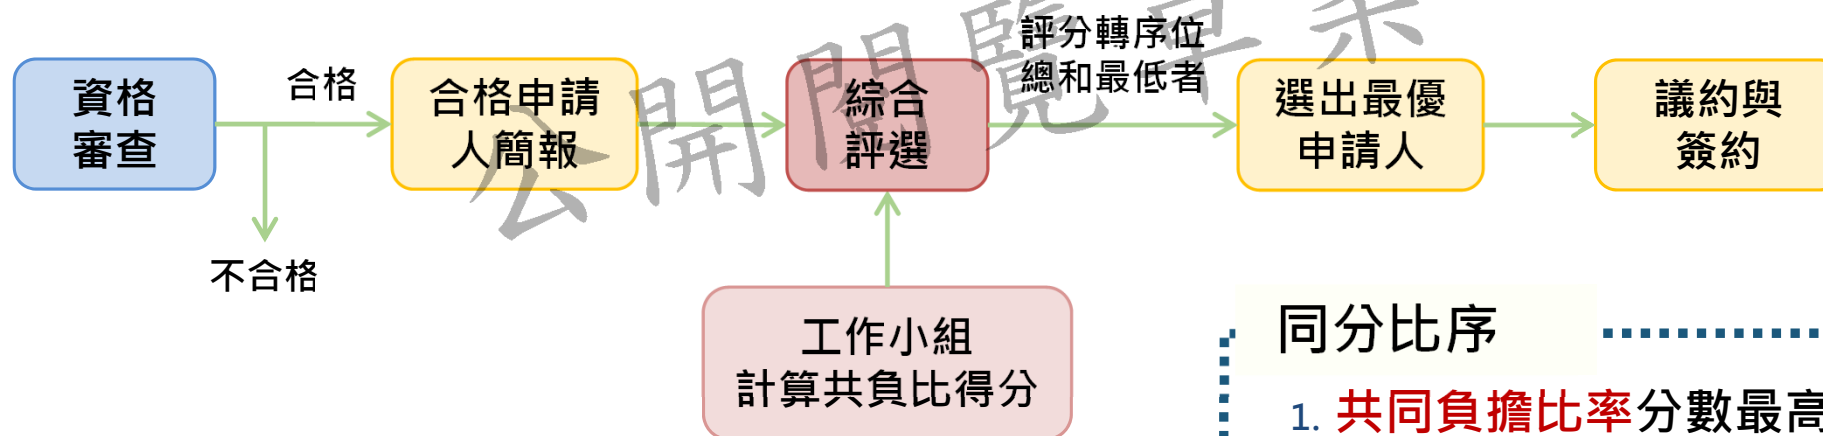 資格
審查
合格
不合格
合格申請
人簡報
綜合
評選
工作小組
計算共負比得分
評分轉序位
總和最低者
選出最優
申請人
議約與
簽約
同分比序
1. 共同負擔比率分數最高
公開閱覽草案